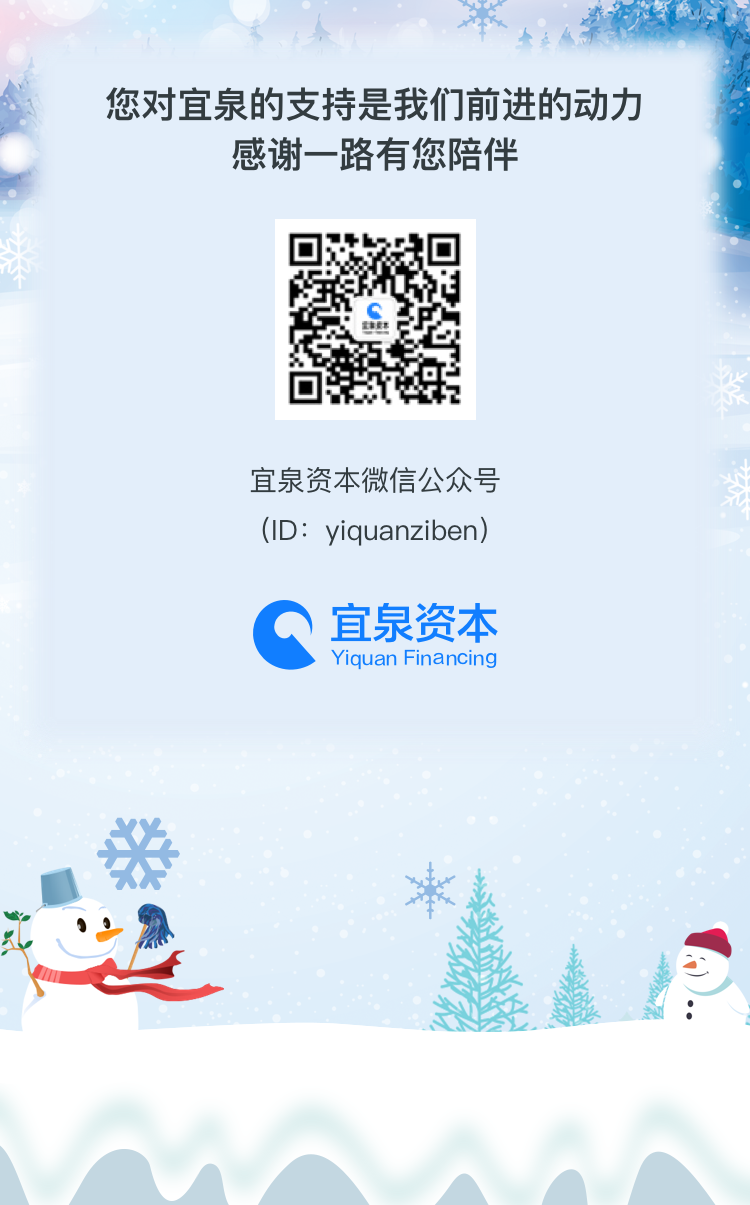 您对宜泉的支持是我们前进的动力
感谢一路有您陪伴
宜泉资本
宜泉资本微信公众号
（ID：yiquanziben）
宜泉资本
Yiquan Financing